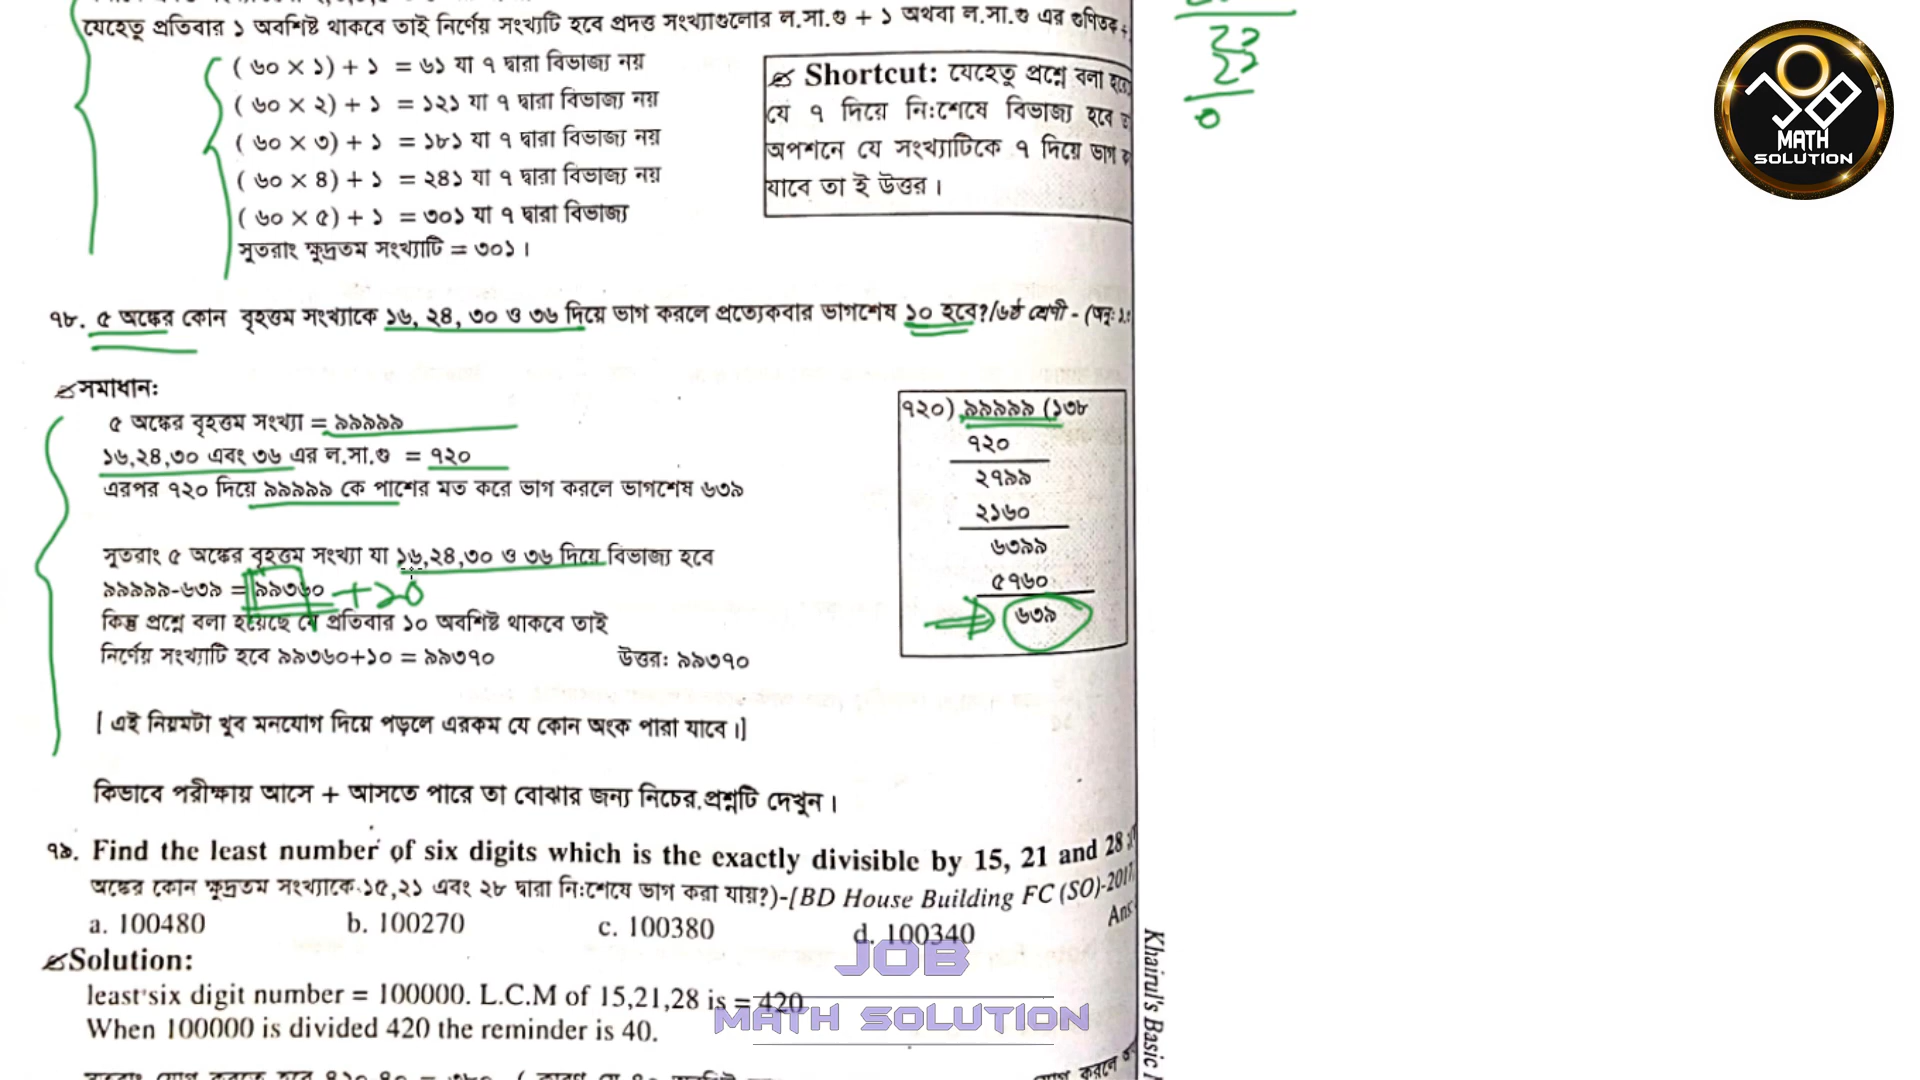 যেহেতু প্রতিবার ১ অবশিষ্ট থাকবে তাই নির্ণেয় সংখ্যাটি হবে প্রদত্ত সংখ্যাগুলোর ল.সা.গু + ১ অথবা ল.সা.গু এর গুণিতক +
( ৬০ × ১) + ১ = ৬১ যা ৭ দ্বারা বিভাজ্য নয়
( ৬০ × ২) + ১ = ১২১ যা ৭ দ্বারা বিভাজ্য নয়
( ৬০ × ৩) + ১ = ১৮১ যা ৭ দ্বারা বিভাজ্য নয়
( ৬০ × ৪) + ১ = ২৪১ যা ৭ দ্বারা বিভাজ্য নয়
( ৬০ × ৫) + ১ = ৩০১ যা ৭ দ্বারা বিভাজ্য
সুতরাং ক্ষুদ্রতম সংখ্যাটি = ৩০১ ।
Shortcut: যেহেতু প্রশ্নে বলা
যে ৭ দিয়ে নি:শেষে বিভাজ্য হবে
অপশনে যে সংখ্যাটিকে ৭ দিয়ে ভাগ
যাবে তা ই উত্তর ।
0
MATH
SOLUTION
৭৮. ৫ অঙ্কের কোন বৃহত্তম সংখ্যাকে ১৬, ২৪, ৩০ ও ৩৬ দিয়ে ভাগ করলে প্রত্যেকবার ভাগশেষ ১০ হবে?/৬ষ্ঠ শ্রেণী - (অনু:
সমাধান:
৫ অঙ্কের বৃহত্তম সংখ্যা = ৯৯৯৯৯
১৬,২৪,৩০ এবং ৩৬ এর ল.সা.গু = ৭২০
এরপর ৭২০ দিয়ে ৯৯৯৯৯ কে পাশের মত করে ভাগ করলে ভাগশেষ ৬৩৯
সুতরাং ৫ অঙ্কের বৃহত্তম সংখ্যা যা ১৬,২৪,৩০ ও ৩৬ দিয়ে বিভাজ্য হবে
৯৯৯৯৯-৬৩৯ = ৯৯৩৬০ +১০
কিন্তু প্রশ্নে বলা হয়েছে যে প্রতিবার ১০ অবশিষ্ট থাকবে তাই
নির্ণেয় সংখ্যাটি হবে ৯৯৩৬০+১০ = ৯৯৩৭০ উত্তর: ৯৯৩৭০
৭২০) ৯৯৯৯৯ (১৩৮
৭২০
২৭৯৯
২১৬০
৬৩৯৯
৫৭৬০
৬৩৯
[ এই নিয়মটা খুব মনযোগ দিয়ে পড়লে এরকম যে কোন অংক পারা যাবে ।]
কিভাবে পরীক্ষায় আসে + আসতে পারে তা বোঝার জন্য নিচের প্রশ্নটি দেখুন ।
৭৯. Find the least number of six digits which is the exactly divisible by 15, 21 and 28
অঙ্কের কোন ক্ষুদ্রতম সংখ্যাকে ১৫,২১ এবং ২৮ দ্বারা নি:শেষে ভাগ করা যায়?)-[BD House Building FC (SO)-2017
Ans
a. 100480 b. 100270 c. 100380 d. 100340
Solution:
least six digit number = 100000. L.C.M of 15,21,28 is = 420
When 100000 is divided 420 the reminder is 40.
JOB
MATH SOLUTION
Khairul's Basic